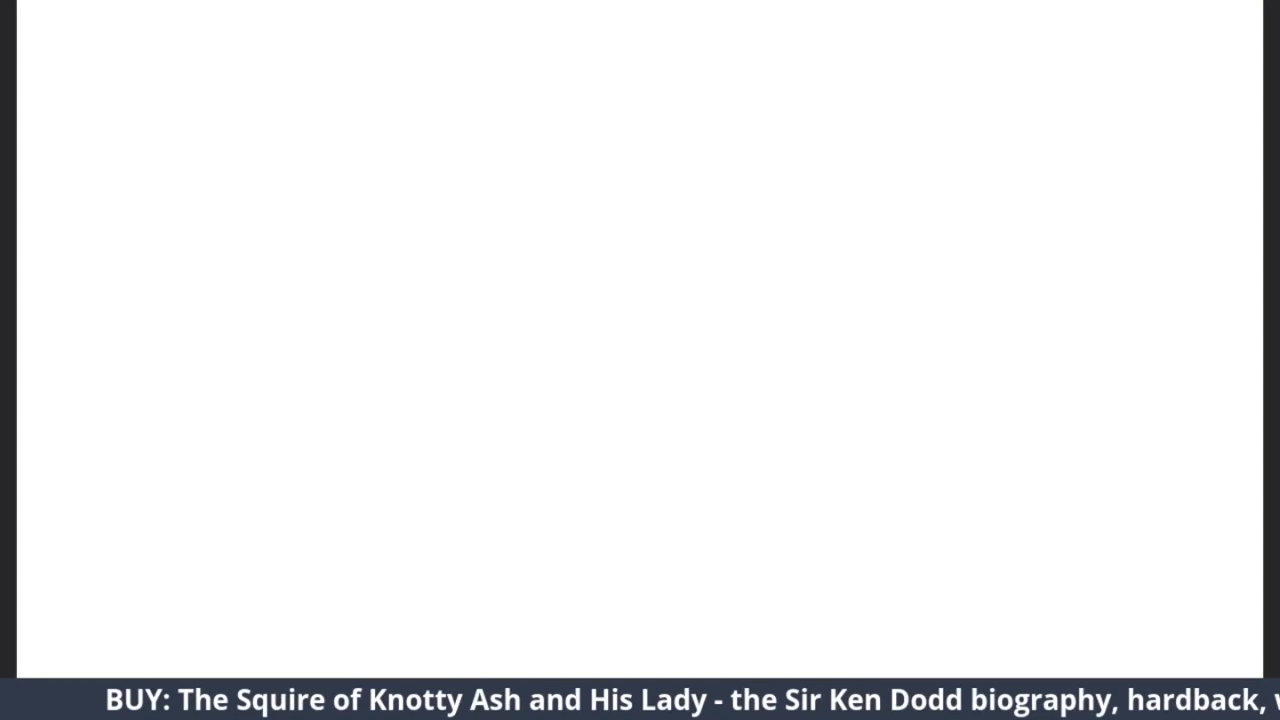 BUY: The Squire of Knotty Ash and His Lady - the Sir Ken Dodd biography, hardback,